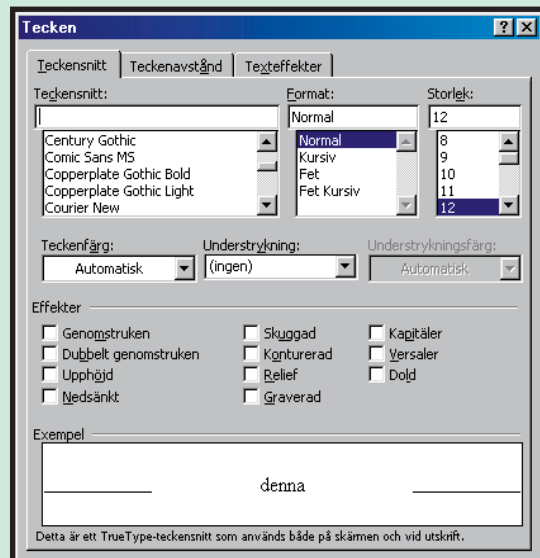 Tecken
Teckensnitt Teckenavstånd Texteffekter
Teckensnitt: Format: Storlek:
Normal 12
Century Gothic Normal 8
Comic Sans MS Kursiv 9
Copperplate Gothic Bold Fet 10
Copperplate Gothic Light Fet Kursiv 11
Courier New 12
Teckenfärg: Understrykning: Understrykningsfärg:
Automatisk (ingen) Automatisk
Effekter
Genomstruken Skuggad Kapitäler
Dubbelt genomstruken Konturerad Versaler
Upphöjd Relief Dold
Nedsänkt Graverad
Exempel
denna
Detta är ett TrueType-teckensnitt som används både på skärmen och vid utskrift.